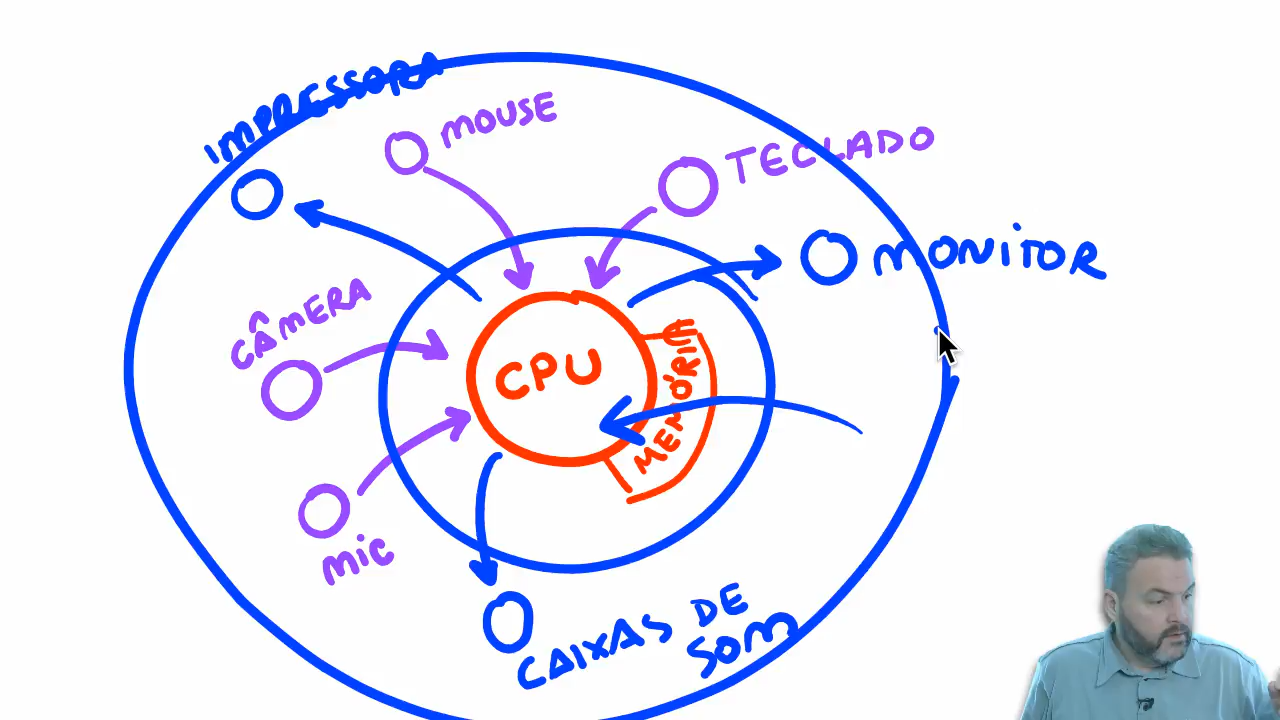 IMPRESSORA
MOUSE
TECLADO
MONITOR
CÂMERA
CPU
MEMÓRIA
MIC
CAIXAS DE
SOM